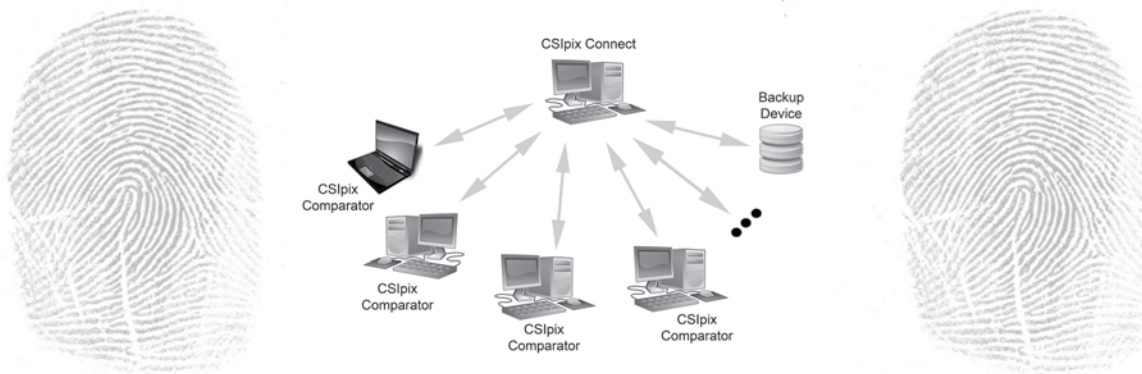 CSIpix Connect
Backup
Device
CSIpix
Comparator
CSIpix
Comparator
CSIpix
Comparator
CSIpix
Comparator